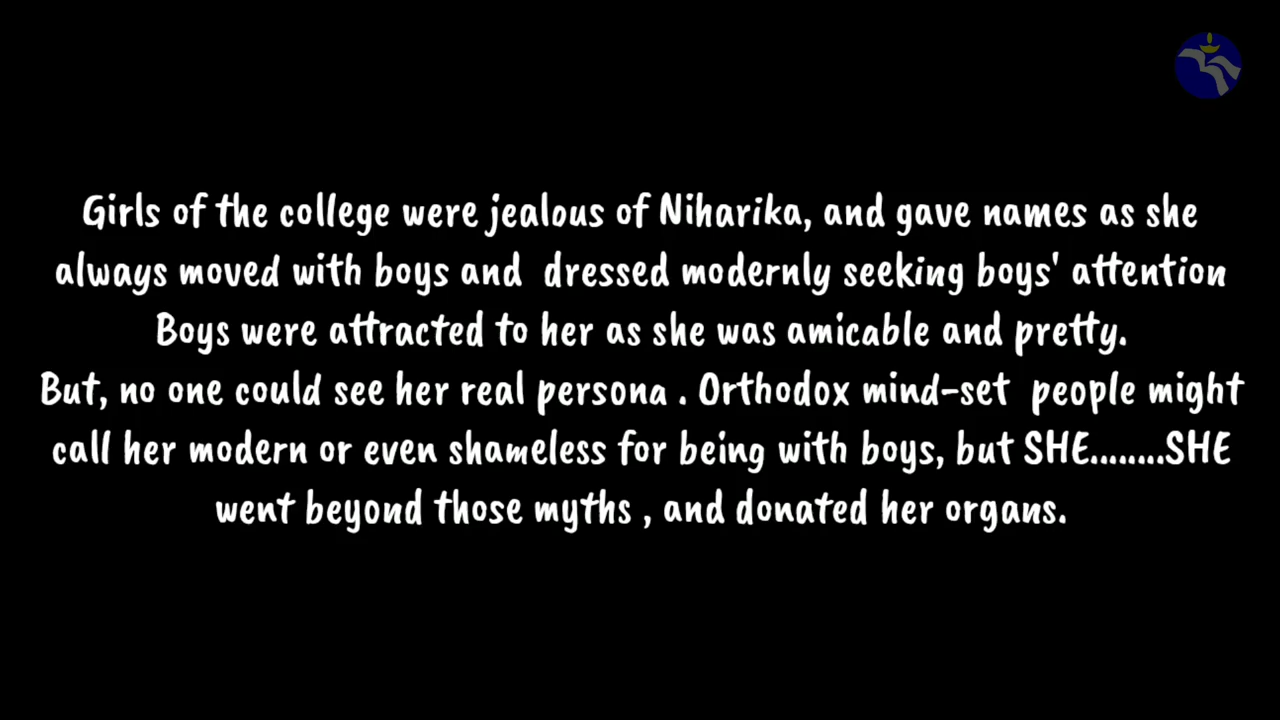 Girls of the college were jealous of Niharika, and gave names as she
always moved with boys and  dressed modernly seeking boys' attention
Boys were attracted to her as she was amicable and pretty.
But, no one could see her real persona . Orthodox mind-set  people might
call her modern or even shameless for being with boys, but SHE........SHE
went beyond those myths , and donated her organs.